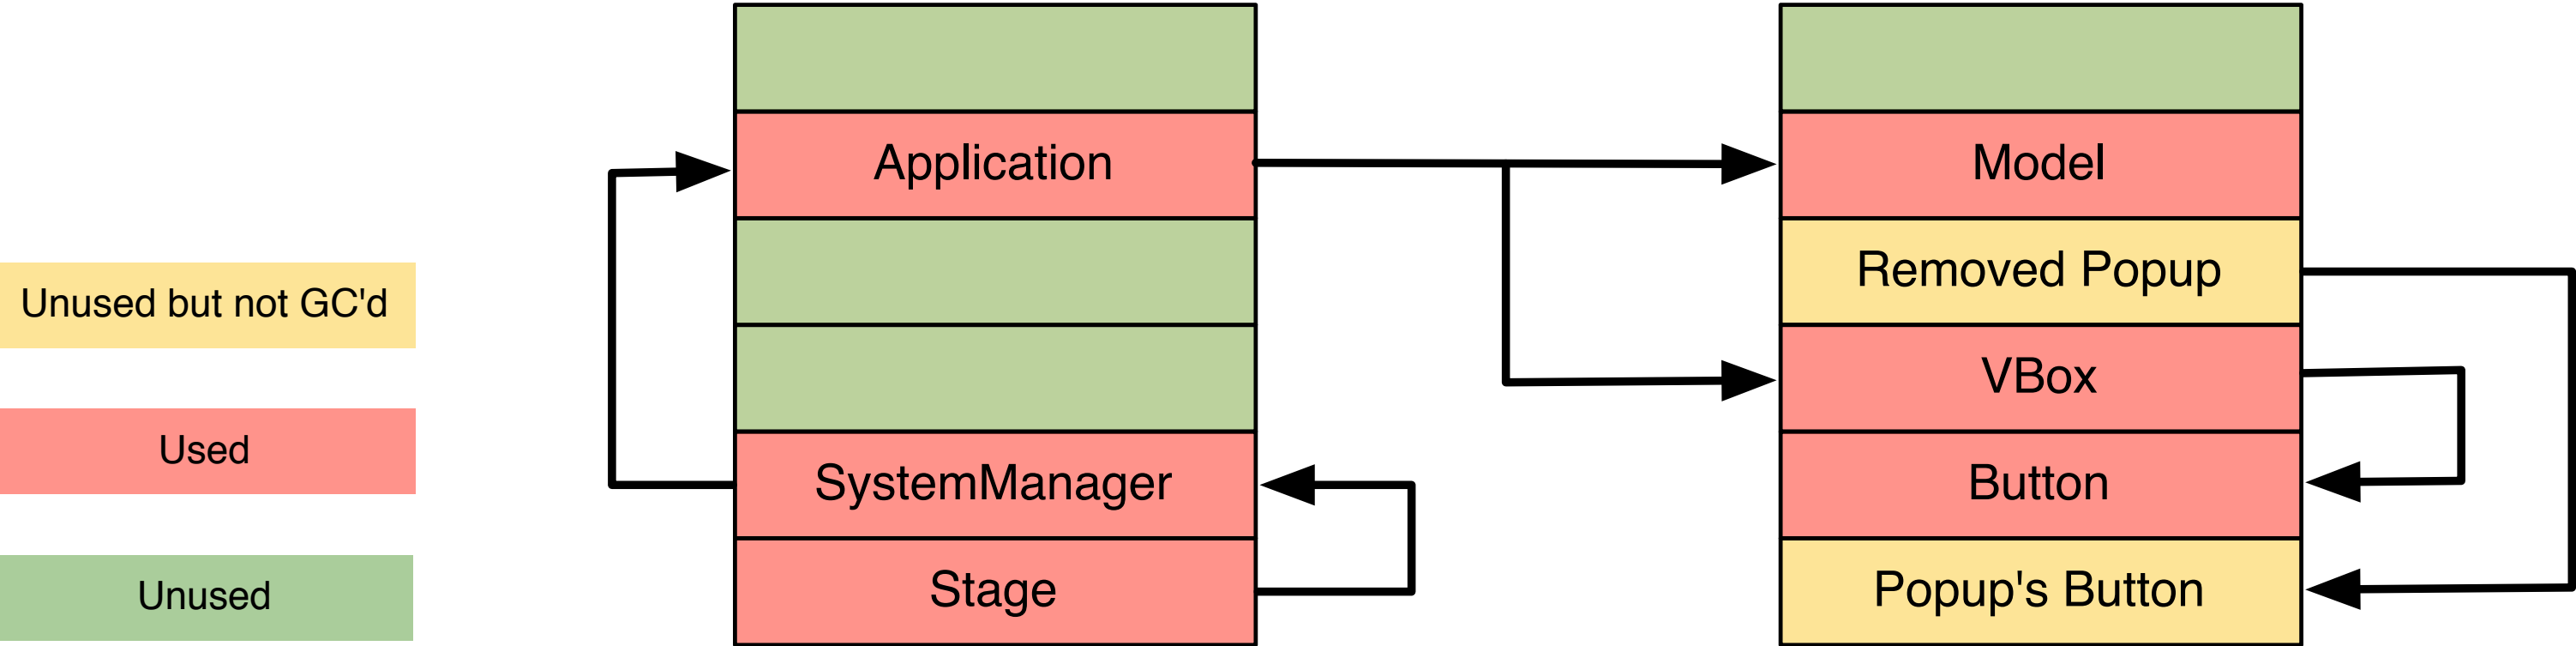 Unused but not GC'd
Used
Unused
Application
SystemManager
Stage
Model
Removed Popup
VBox
Button
Popup's Button